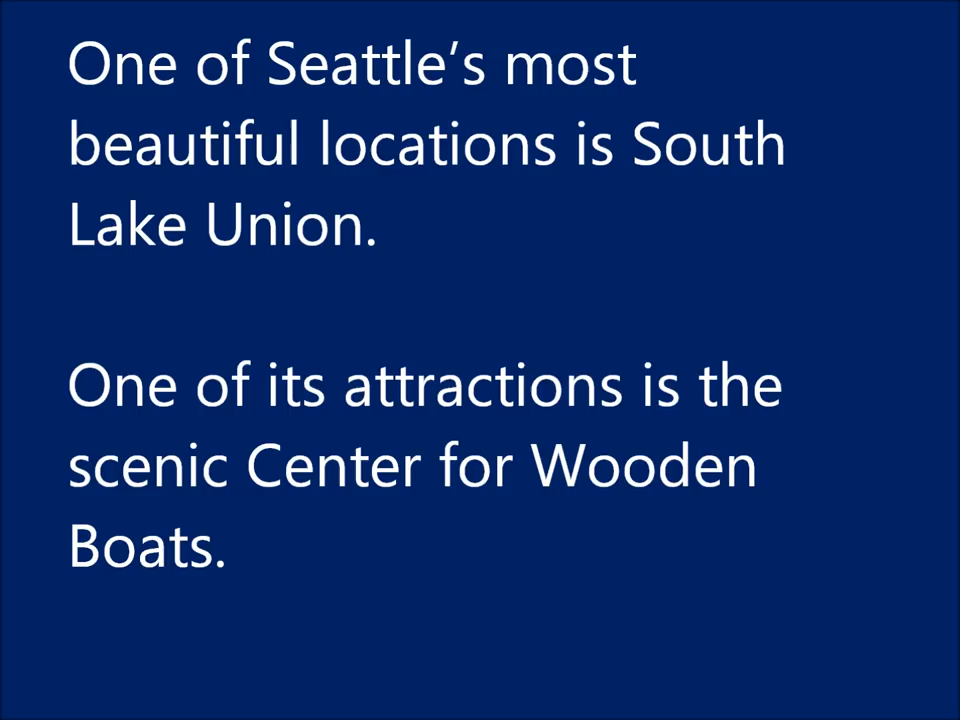 One of Seattle’s most
beautiful locations is South
Lake Union.
One of its attractions is the
scenic Center for Wooden
Boats.